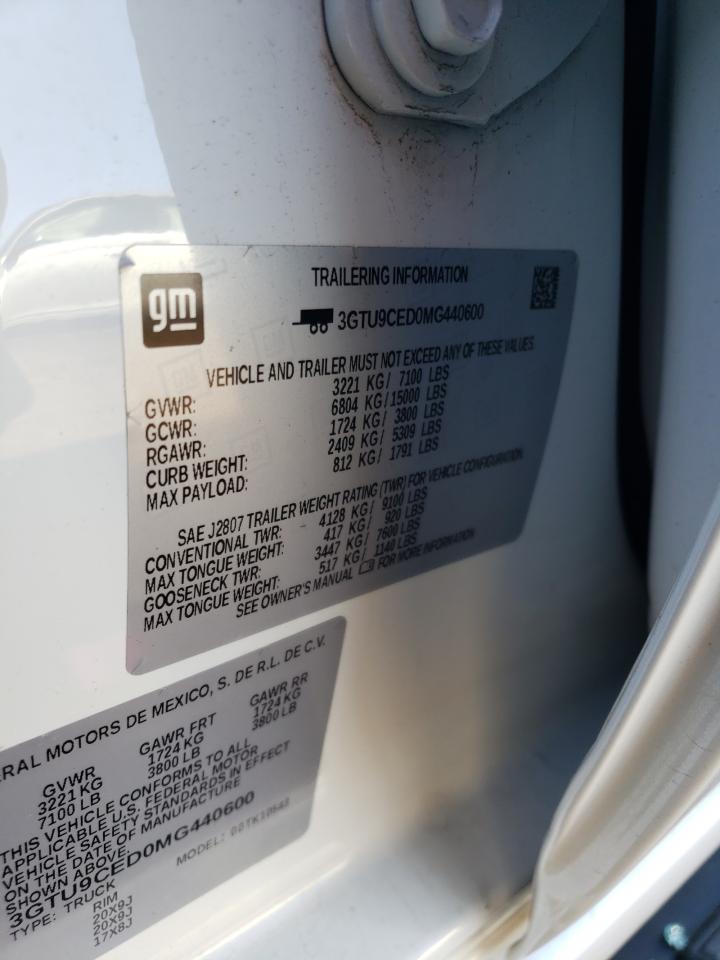 gm
TRAILERING INFORMATION
3GTU9CED0MG440600
VEHICLE AND TRAILER MUST NOT EXCEED ANY OF THESE VALUES
GVWR: 3221 KG/ 7100 LBS
GCWR: 6804 KG/15000 LBS
RGAWR: 1724 KG/ 3800 LBS
CURB WEIGHT: 2409 KG/ 5309 LBS
MAX PAYLOAD: 812 KG/ 1791 LBS
SAE J2807 TRAILER WEIGHT RATING (TWR) FOR VEHICLE CONFIGURATION
CONVENTIONAL TWR: 4128 KG/ 9100 LBS
MAX TONGUE WEIGHT: 417 KG/ 920 LBS
GOOSENECK TWR: 3447 KG/ 7600 LBS
MAX TONGUE WEIGHT: 517 KG/ 1140 LBS
SEE OWNER'S MANUAL FOR MORE INFORMATION
ERAL MOTORS DE MEXICO, S. DE R.L. DE C.V.
GVWR GAWR FRT GAWR RR
3221 KG 1724 KG 1724 KG
7100 LB 3800 LB 3800 LB
THIS VEHICLE CONFORMS TO ALL
APPLICABLE U.S. FEDERAL MOTOR
VEHICLE SAFETY STANDARDS IN EFFECT
ON THE DATE OF MANUFACTURE
SHOWN ABOVE.
3GTU9CED0MG440600
TYPE: TRUCK MODEL:
RIM
20X9J
20X9J
17X8J